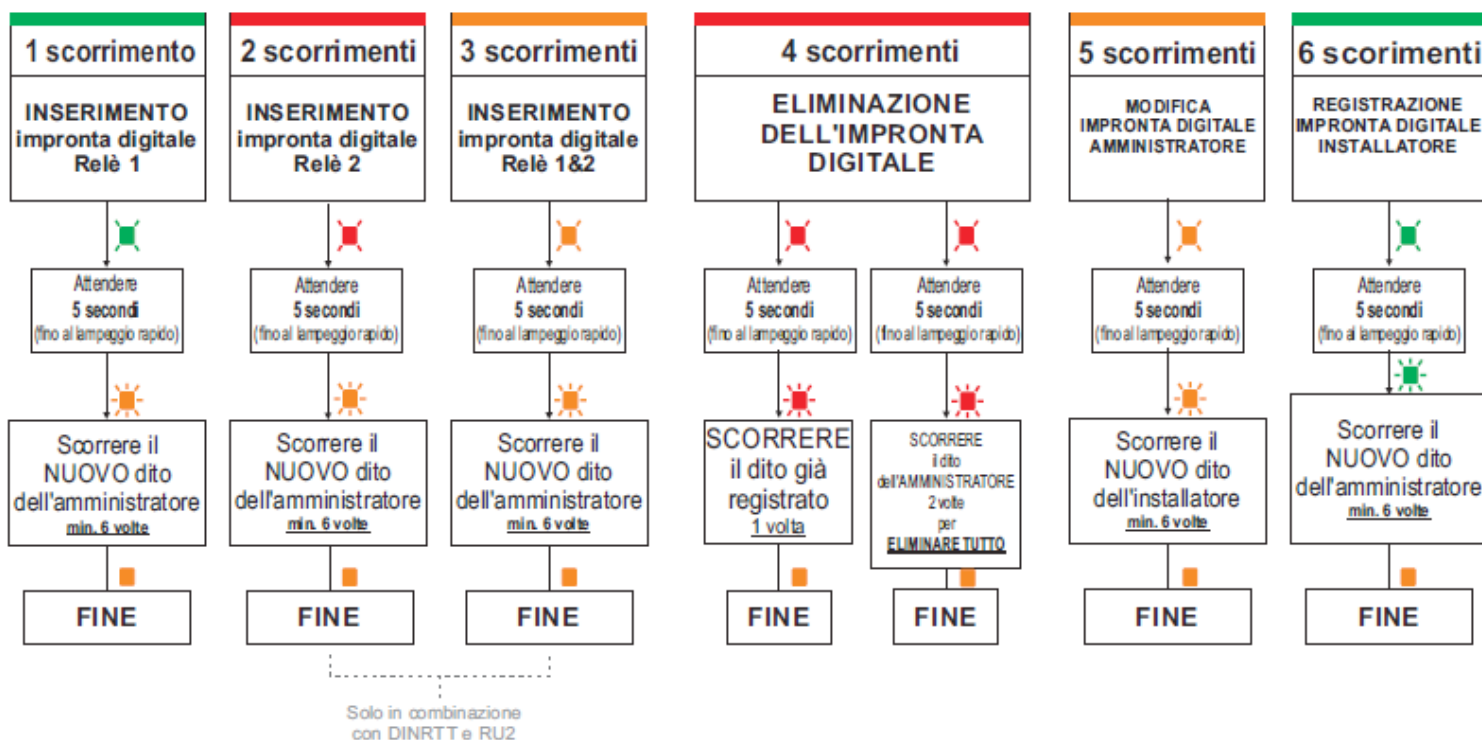 1 scorrimento
INSERIMENTO
impronta digitale
Relè 1
Attendere
5 secondi
(fino al lampeggio rapido)
Scorrere il
NUOVO dito
dell'amministratore
min. 6 volte
FINE
2 scorrimenti
INSERIMENTO
impronta digitale
Relè 2
Attendere
5 secondi
(fino al lampeggio rapido)
Scorrere il
NUOVO dito
dell'amministratore
min. 6 volte
FINE
3 scorrimenti
INSERIMENTO
impronta digitale
Relè 1&2
Attendere
5 secondi
(fino al lampeggio rapido)
Scorrere il
NUOVO dito
dell'amministratore
min. 6 volte
FINE
Solo in combinazione
con DINRTT e RU2
4 scorrimenti
ELIMINAZIONE
DELL'IMPRONTA
DIGITALE
Attendere
5 secondi
(fino al lampeggio rapido)
SCORRERE
il dito già
registrato
1 volta
FINE
Attendere
5 secondi
(fino al lampeggio rapido)
SCORRERE
il dito
dell'AMMINISTRATORE
2 volte
per
ELIMINARE TUTTO
FINE
5 scorrimenti
MODIFICA
IMPRONTA DIGITALE
AMMINISTRATORE
Attendere
5 secondi
(fino al lampeggio rapido)
Scorrere il
NUOVO dito
dell'installatore
min. 6 volte
FINE
6 scorimenti
REGISTRAZIONE
IMPRONTA DIGITALE
INSTALLATORE
Attendere
5 secondi
(fino al lampeggio rapido)
Scorrere il
NUOVO dito
dell'amministratore
min. 6 volte
FINE